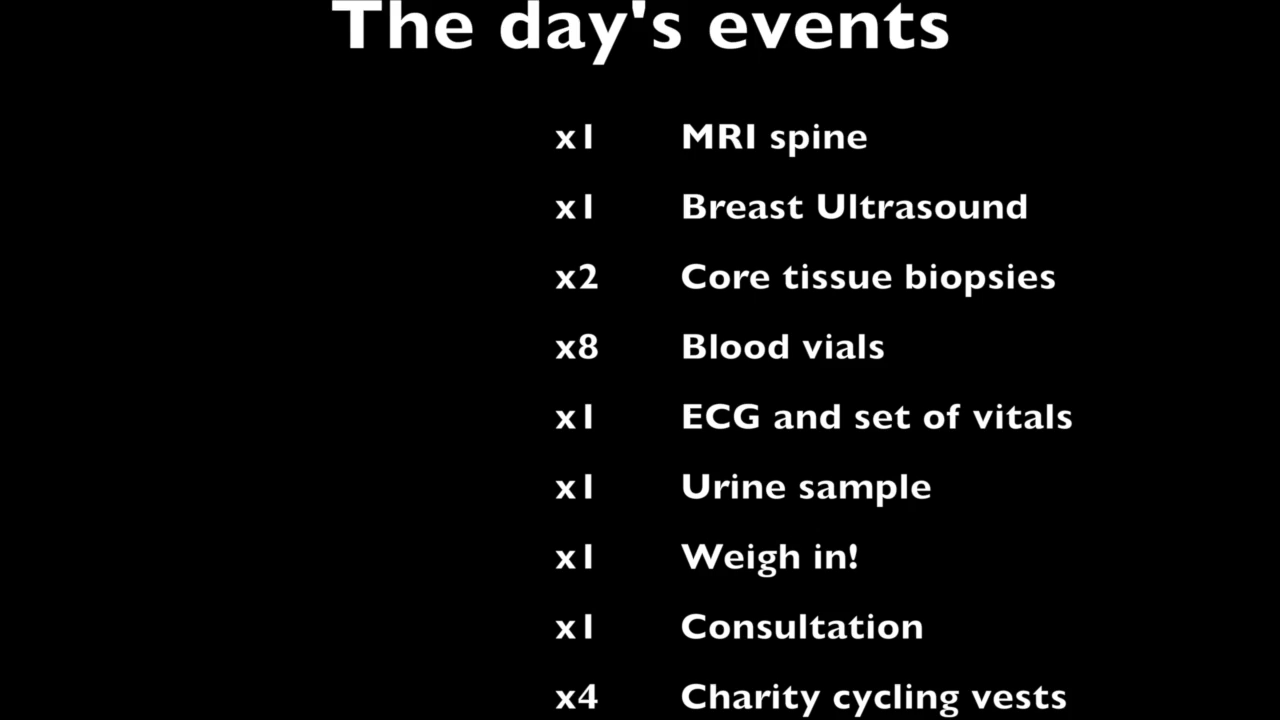 The day's events
x1 MRI spine
x1 Breast Ultrasound
x2 Core tissue biopsies
x8 Blood vials
x1 ECG and set of vitals
x1 Urine sample
x1 Weigh in!
x1 Consultation
x4 Charity cycling vests